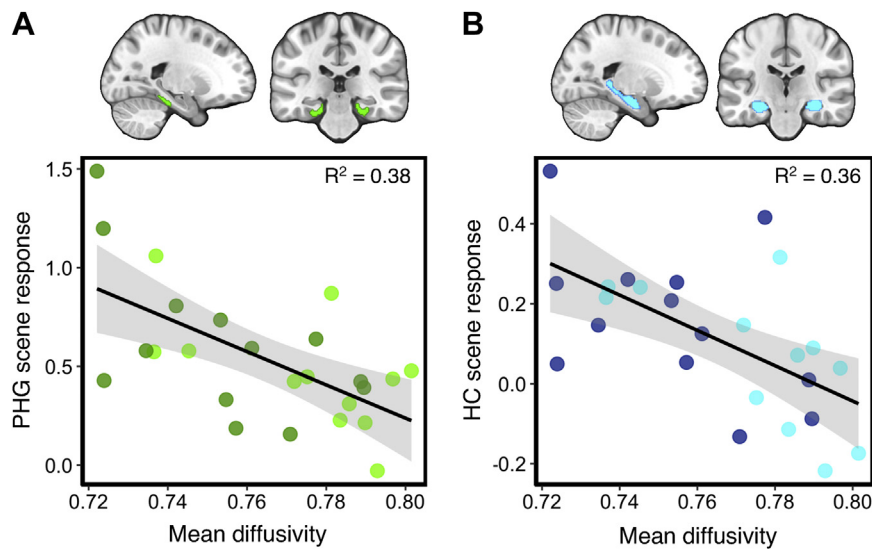 A
R² = 0.38
1.5
1.0
0.5
0.0
PHG scene response
0.72 0.74 0.76 0.78 0.80
Mean diffusivity
B
R² = 0.36
0.4
0.2
0.0
-0.2
HC scene response
0.72 0.74 0.76 0.78 0.80
Mean diffusivity